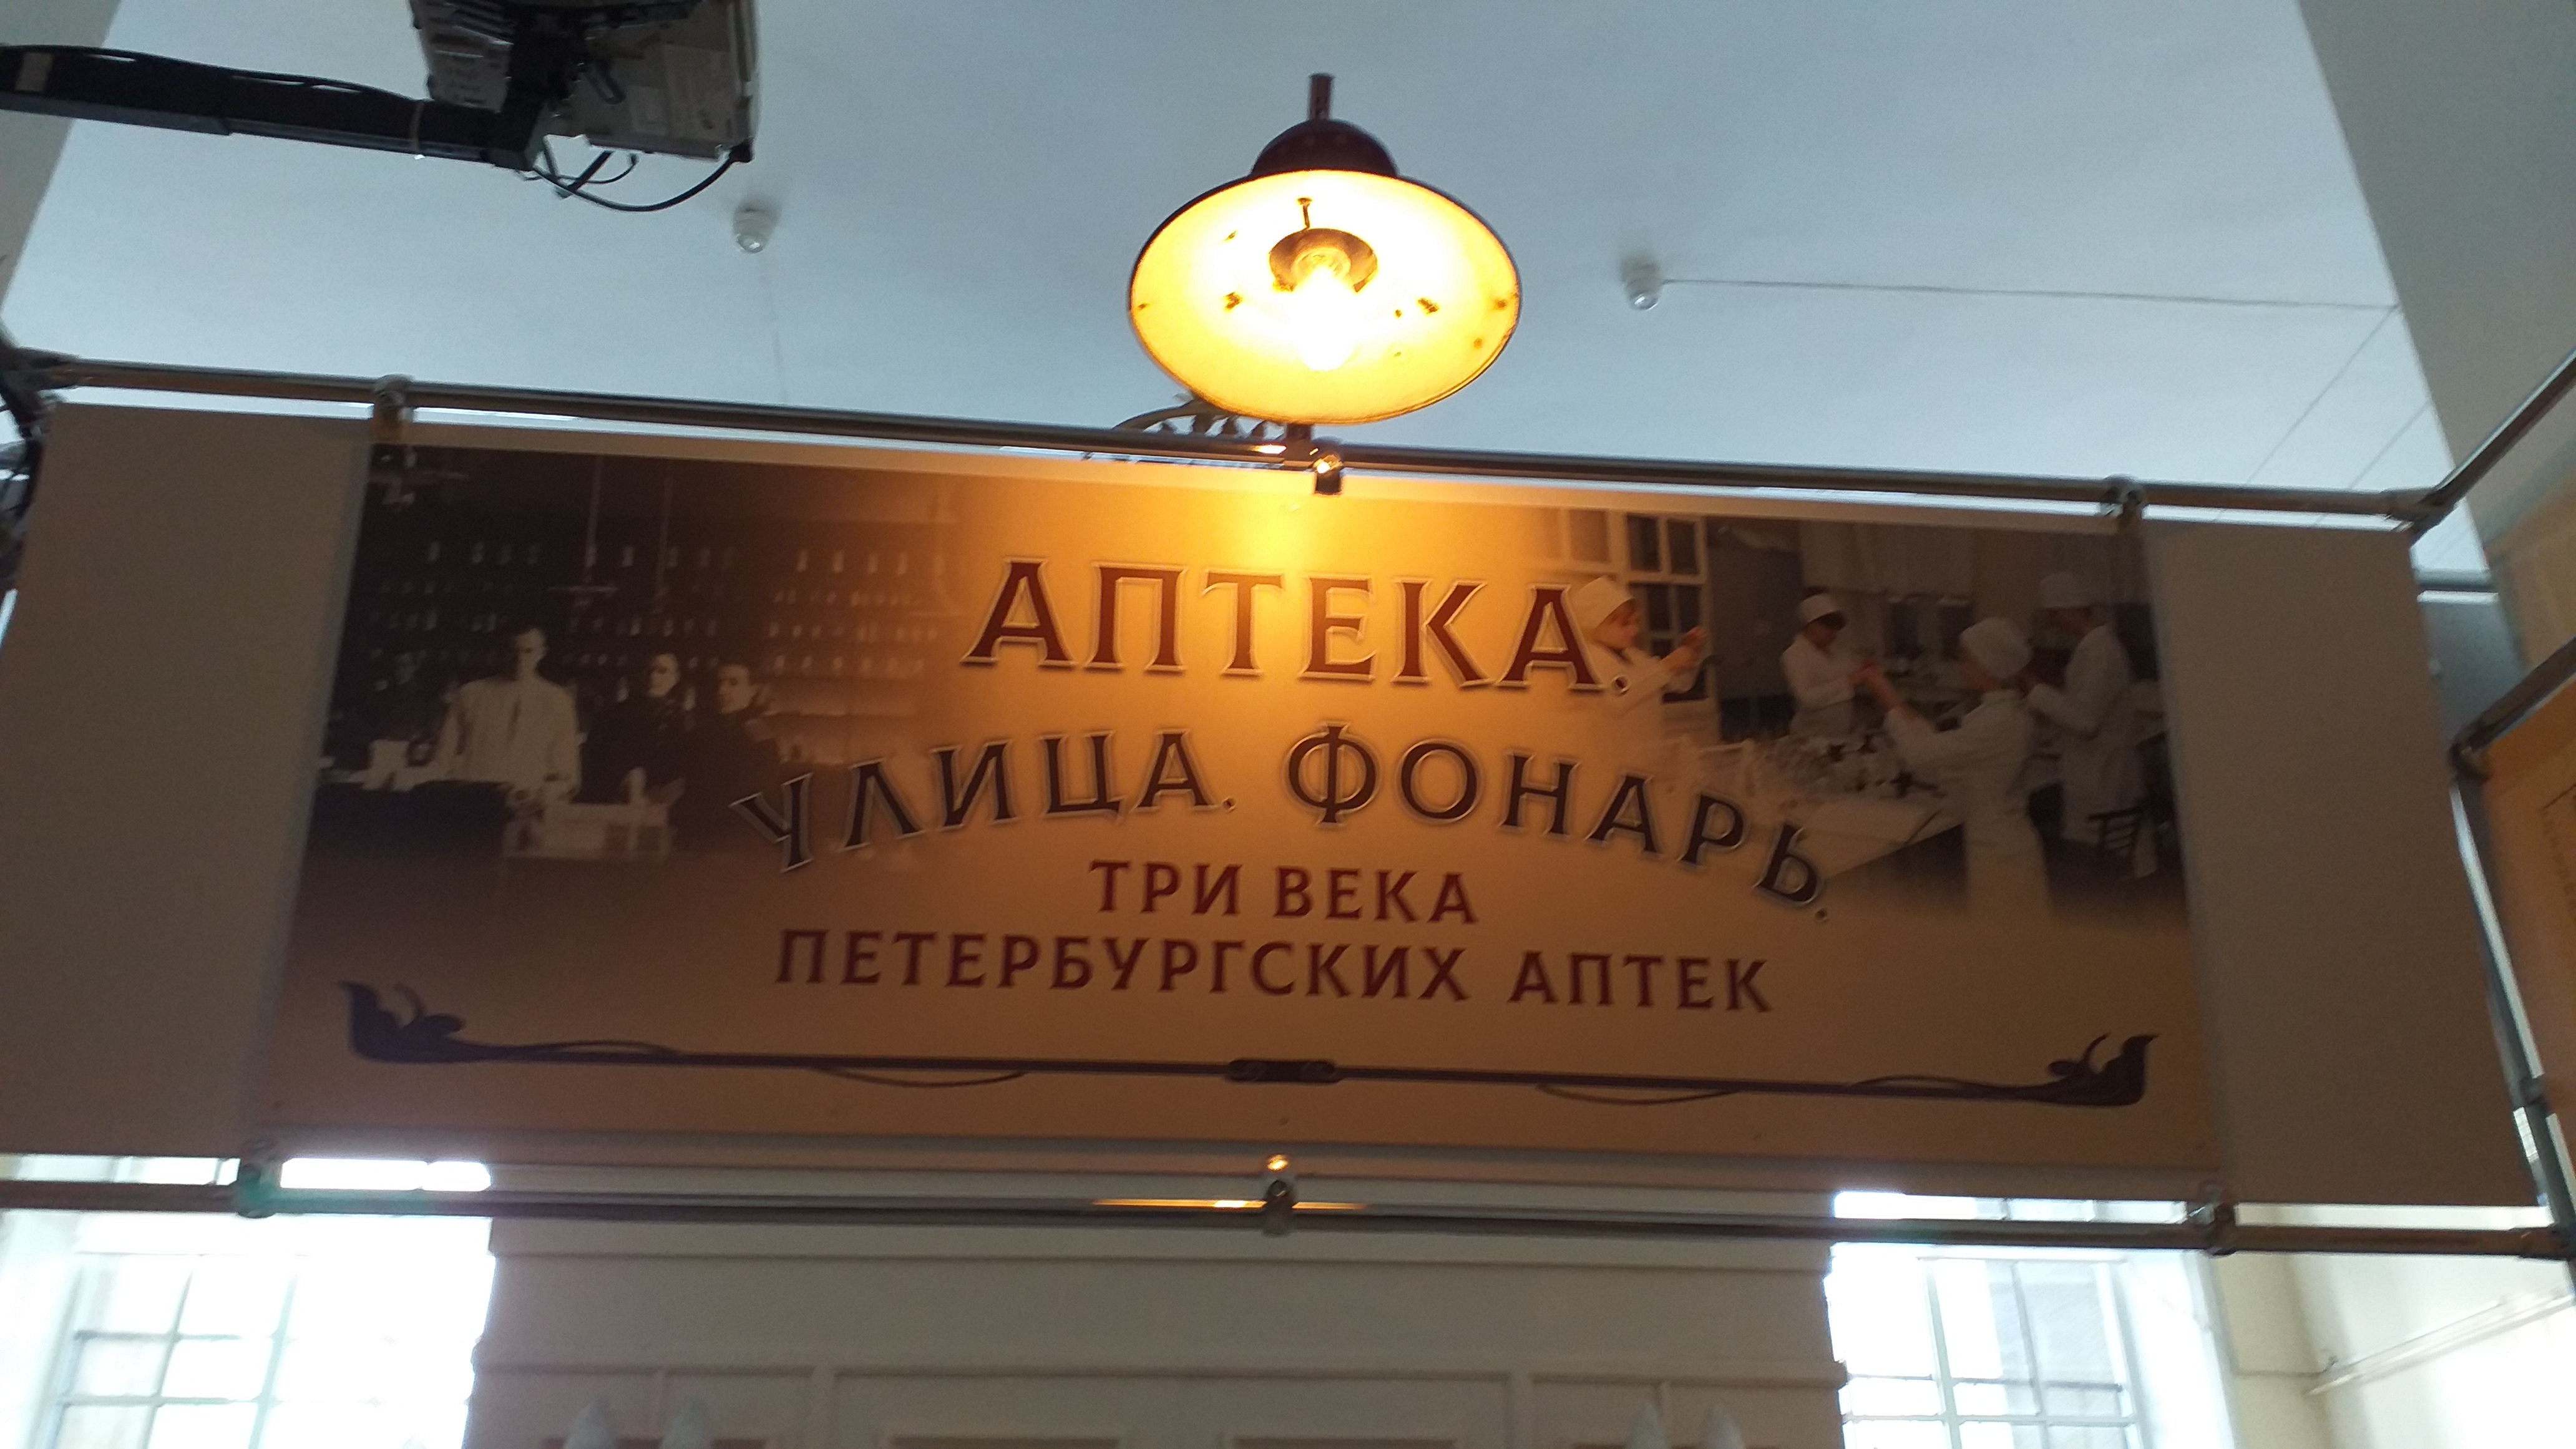 АПТЕКА.
УЛИЦА. ФОНАРЬ.
ТРИ ВЕКА
ПЕТЕРБУРГСКИХ АПТЕК